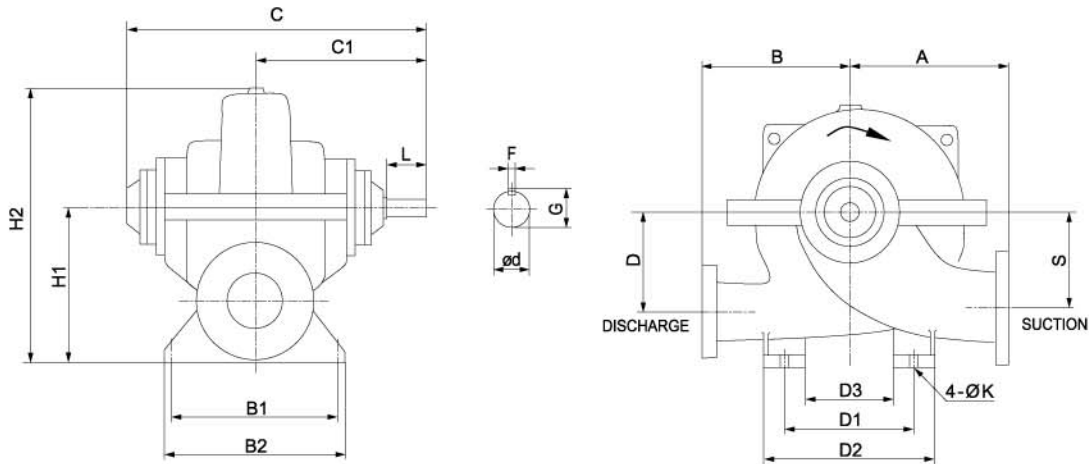 C
C1
L
H2
H1
B1
B2
F
G
ød
B
A
D
S
DISCHARGE
SUCTION
D3
4-ØK
D1
D2